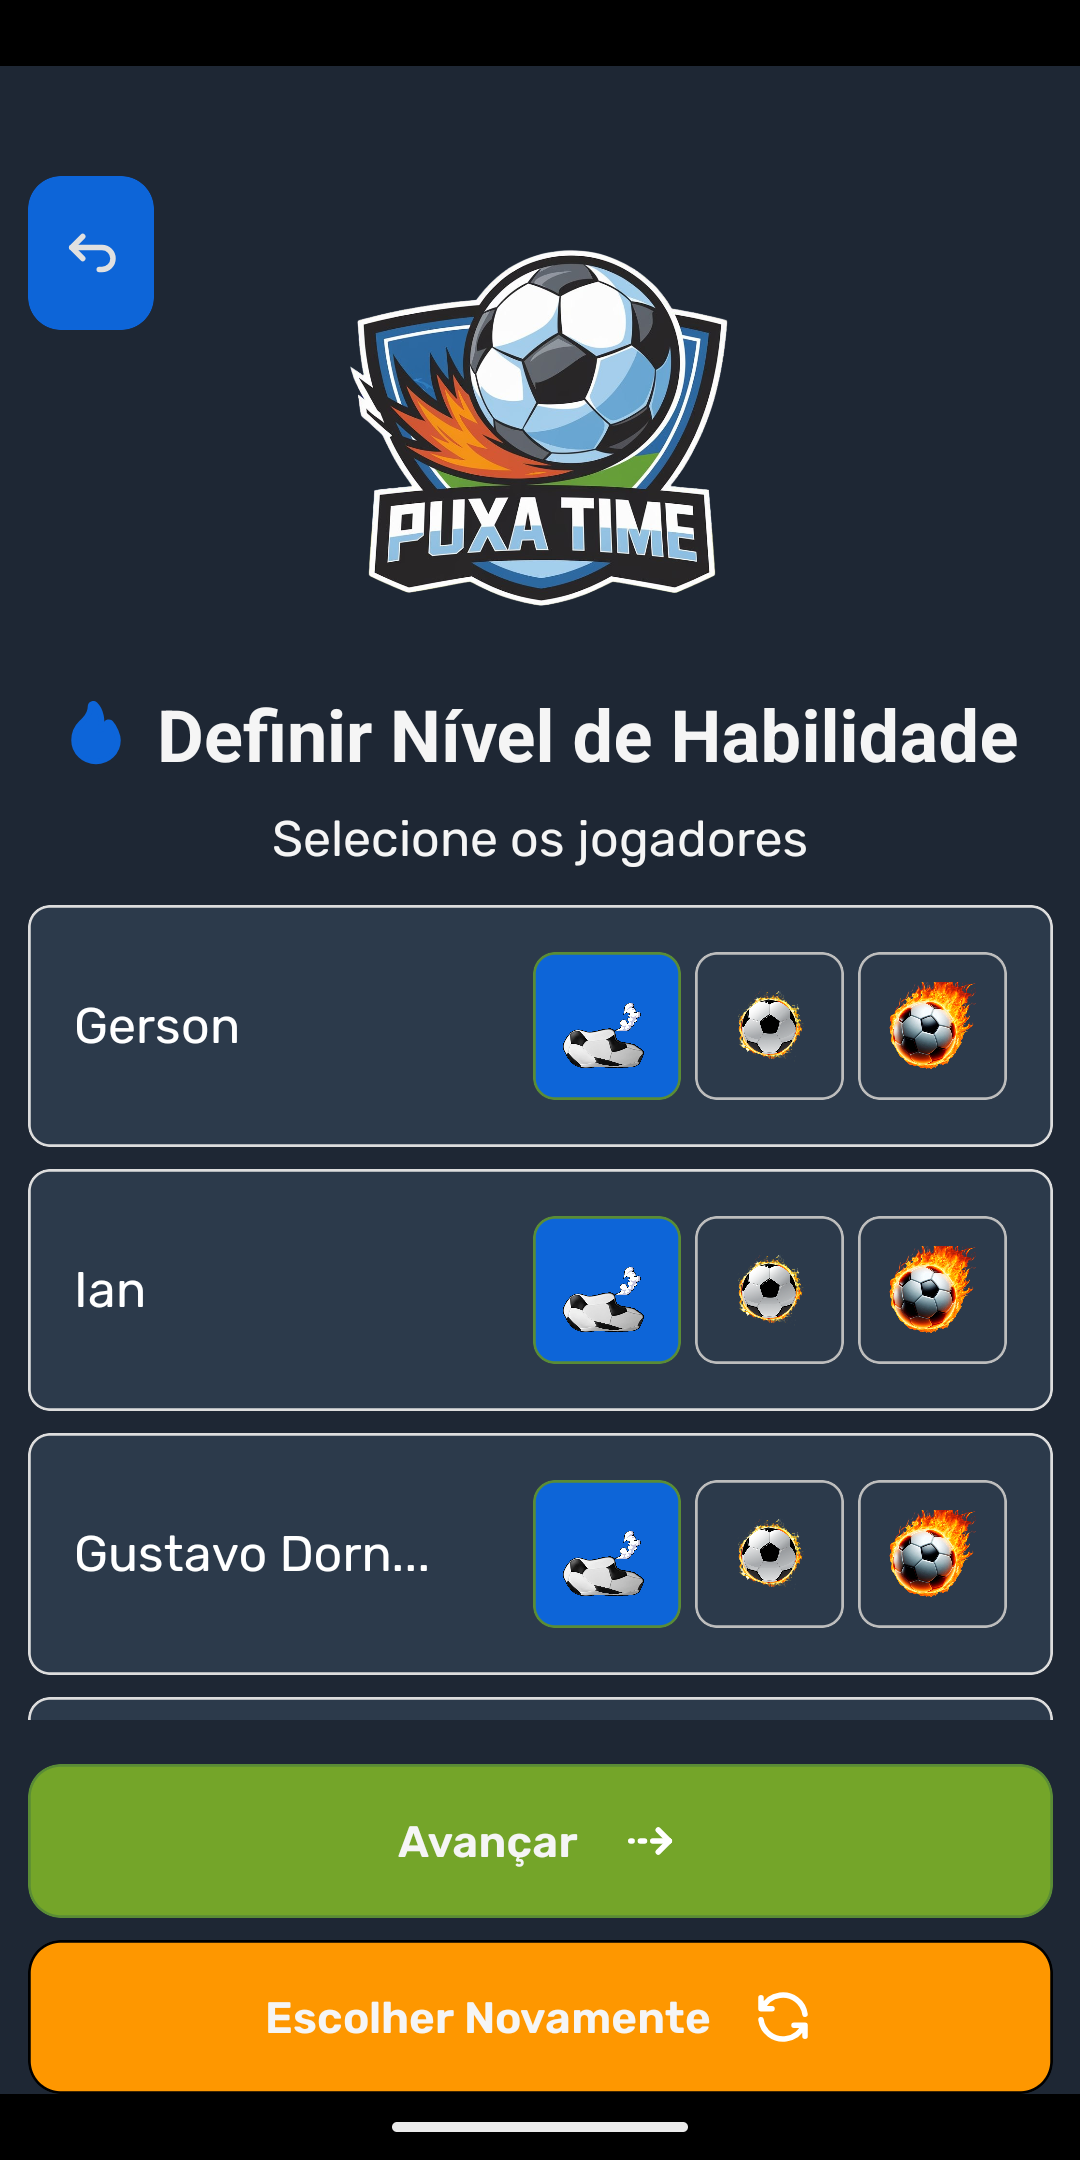 PUXA TIME
Definir Nível de Habilidade
Selecione os jogadores
Gerson
Ian
Gustavo Dorn...
Avançar
Escolher Novamente